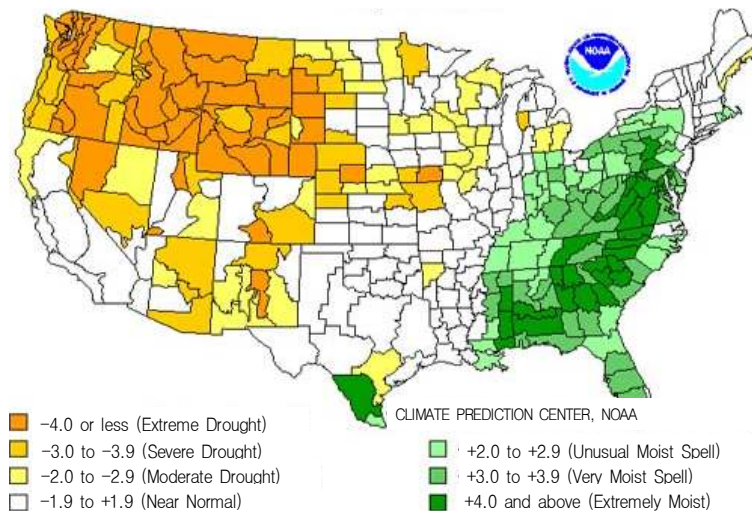 NOAA
CLIMATE PREDICTION CENTER, NOAA
-4.0 or less (Extreme Drought)
-3.0 to -3.9 (Severe Drought)
-2.0 to -2.9 (Moderate Drought)
-1.9 to +1.9 (Near Normal)
+2.0 to +2.9 (Unusual Moist Spell)
+3.0 to +3.9 (Very Moist Spell)
+4.0 and above (Extremely Moist)